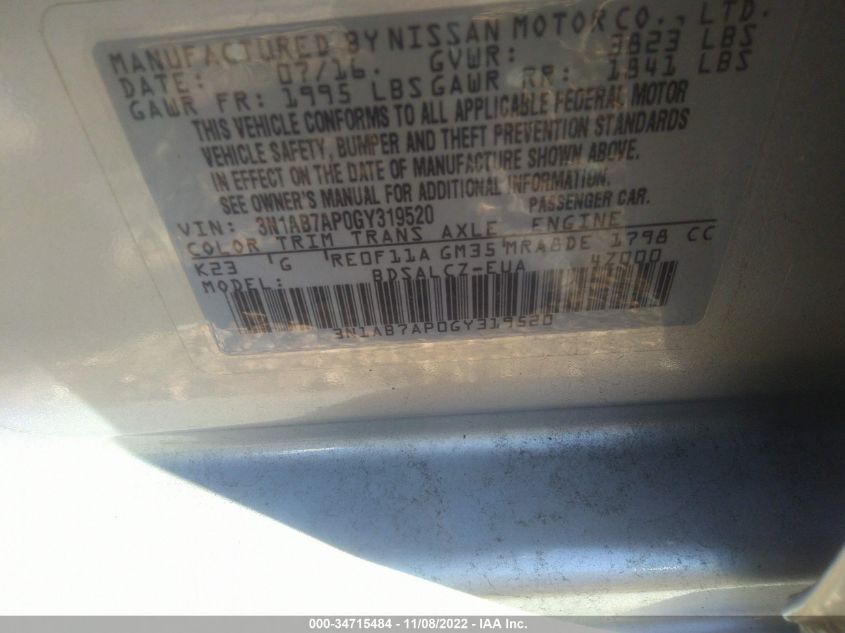 MANUFACTURED BY NISSAN MOTOR CO., LTD.
DATE: 07/16. GVWR: 3823 LBS
GAWR FR: 1995 LBS GAWR RR: 1841 LBS
THIS VEHICLE CONFORMS TO ALL APPLICABLE FEDERAL MOTOR
VEHICLE SAFETY, BUMPER AND THEFT PREVENTION STANDARDS
IN EFFECT ON THE DATE OF MANUFACTURE SHOWN ABOVE.
SEE OWNER'S MANUAL FOR ADDITIONAL INFORMATION.
VIN: 3N1AB7AP0GY319520 PASSENGER CAR.
COLOR TRIM TRANS AXLE ENGINE
K23 G RE0F11A GM35 MRA8DE 1798 CC
MODEL: BDSALCZ-EUA 47000
3N1AB7AP0GY319520
000-34715484 - 11/08/2022 - IAA Inc.